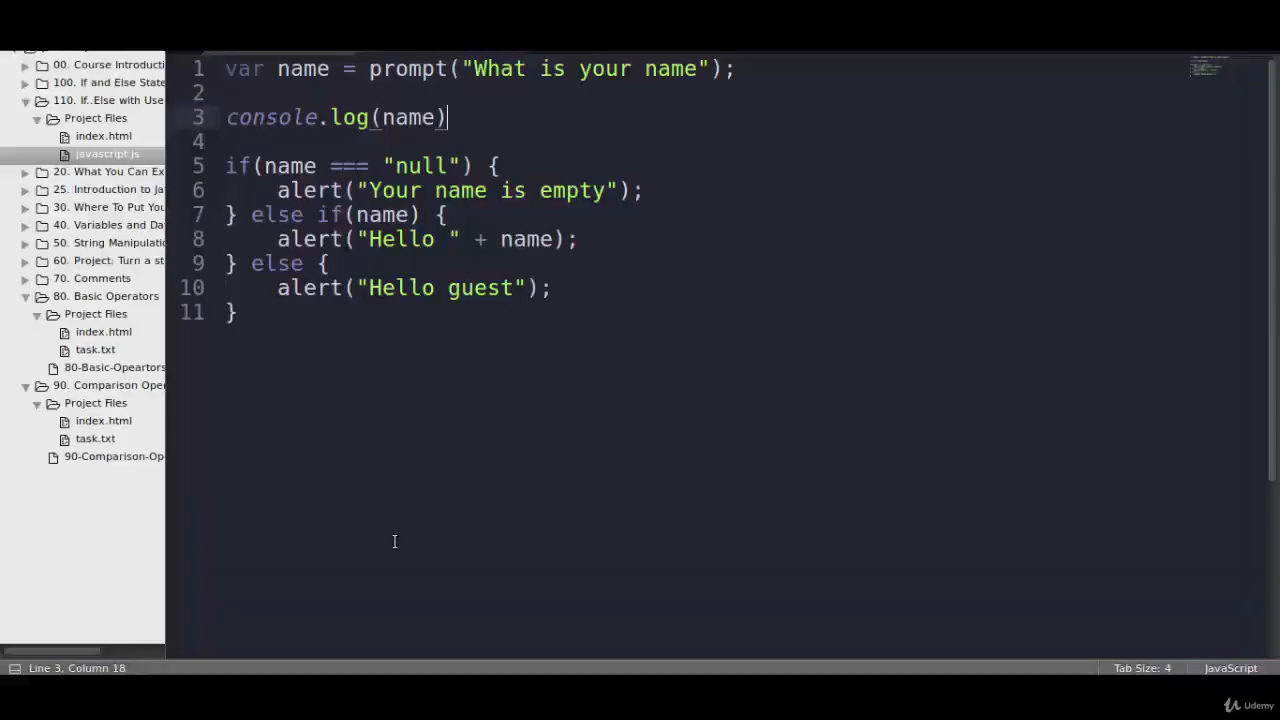 00. Course Introducti
100. If and Else State
110. If..Else with Use
Project Files
index.html
javascript.js
20. What You Can Ex
25. Introduction to Ja
30. Where To Put You
40. Variables and Da
50. String Manipulati
60. Project: Turn a st
70. Comments
80. Basic Operators
Project Files
index.html
task.txt
80-Basic-Opeartors
90. Comparison Oper
Project Files
index.html
task.txt
90-Comparison-Op
1 var name = prompt("What is your name");
2
3 console.log(name)
4
5 if(name === "null") {
6     alert("Your name is empty");
7 } else if(name) {
8     alert("Hello " + name);
9 } else {
10     alert("Hello guest");
11 }
Line 3, Column 18
Tab Size: 4
JavaScript
Udemy